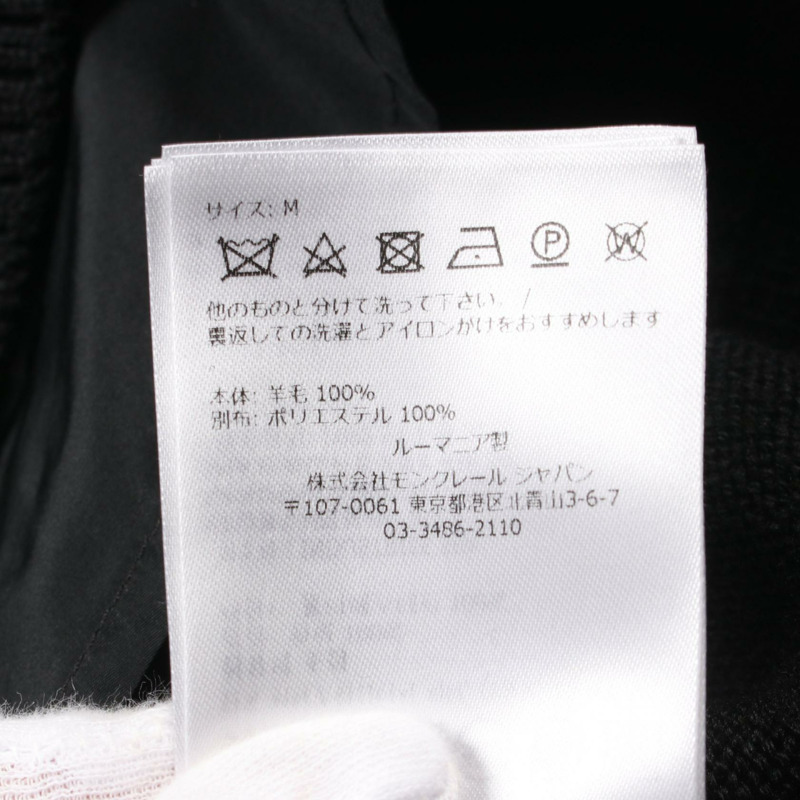 サイズ: M
P
W
他のものと分けて洗って下さい。/
裏返しての洗濯とアイロンがけをおすすめします
。
本体: 羊毛 100%
別布: ポリエステル 100%
ルーマニア製
株式会社モンクレール ジャパン
〒107-0061 東京都港区北青山3-6-7
03-3486-2110